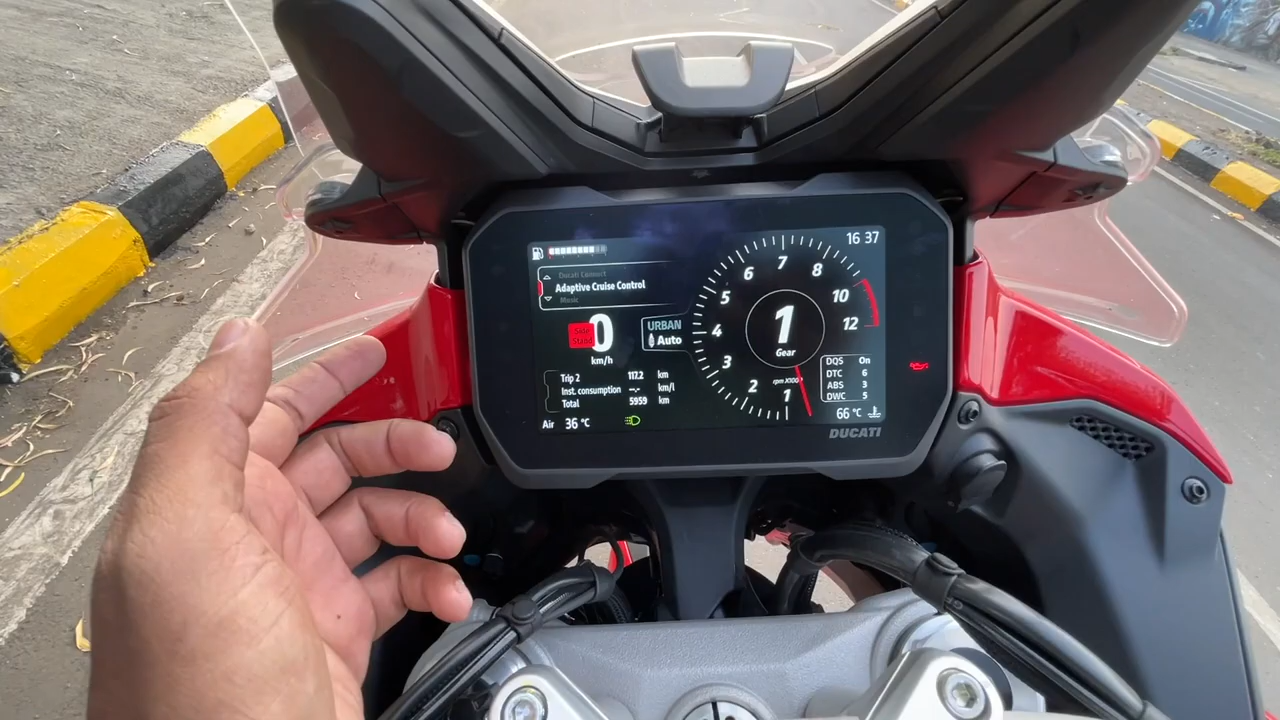 16 37
Ducati Connect
Adaptive Cruise Control
Music
Side
Stand
0
km/h
URBAN
Auto
Trip 2 117.2 km
Inst. consumption --.- km/l
Total 5959 km
Air 36 °C
1
2
3
4
5
6
7
8
10
12
1
Gear
rpm X1000
DQS On
DTC 6
ABS 3
DWC 5
66 °C
DUCATI